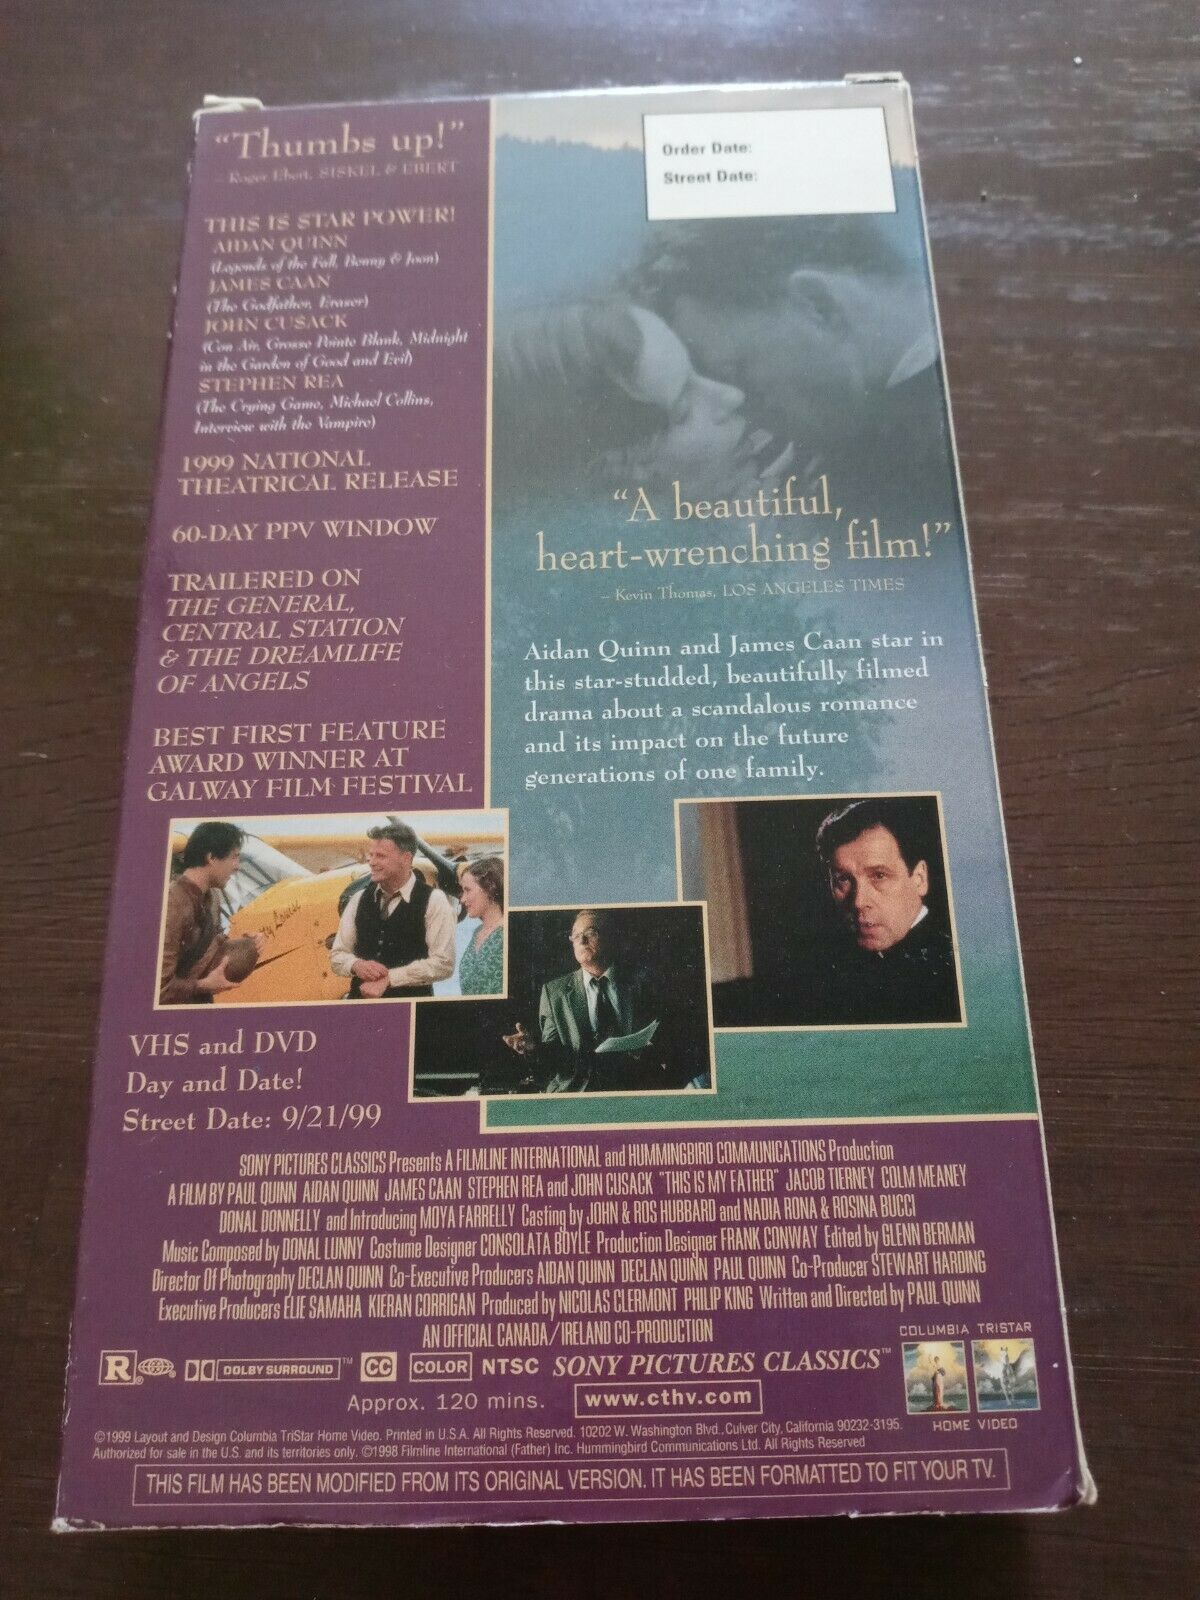 “Thumbs up!”
– Roger Ebert, SISKEL & EBERT
THIS IS STAR POWER!
AIDAN QUINN
(Legends of the Fall, Benny & Joon)
JAMES CAAN
(The Godfather, Eraser)
JOHN CUSACK
(Con Air, Grosse Pointe Blank, Midnight
in the Garden of Good and Evil)
STEPHEN REA
(The Crying Game, Michael Collins,
Interview with the Vampire)
1999 NATIONAL
THEATRICAL RELEASE
60-DAY PPV WINDOW
TRAILERED ON
THE GENERAL,
CENTRAL STATION
& THE DREAMLIFE
OF ANGELS
BEST FIRST FEATURE
AWARD WINNER AT
GALWAY FILM FESTIVAL
Order Date:
Street Date:
“A beautiful,
heart-wrenching film!”
– Kevin Thomas, LOS ANGELES TIMES
Aidan Quinn and James Caan star in
this star-studded, beautifully filmed
drama about a scandalous romance
and its impact on the future
generations of one family.
VHS and DVD
Day and Date!
Street Date: 9/21/99
SONY PICTURES CLASSICS Presents A FILMLINE INTERNATIONAL and HUMMINGBIRD COMMUNICATIONS Production
A FILM BY PAUL QUINN AIDAN QUINN JAMES CAAN STEPHEN REA and JOHN CUSACK "THIS IS MY FATHER" JACOB TIERNEY COLM MEANEY
DONAL DONNELLY and Introducing MOYA FARRELLY Casting by JOHN & ROS HUBBARD and NADIA RONA & ROSINA BUCCI
Music Composed by DONAL LUNNY Costume Designer CONSOLATA BOYLE Production Designer FRANK CONWAY Edited by GLENN BERMAN
Director Of Photography DECLAN QUINN Co-Executive Producers AIDAN QUINN DECLAN QUINN PAUL QUINN Co-Producer STEWART HARDING
Executive Producers ELIE SAMAHA KIERAN CORRIGAN Produced by NICOLAS CLERMONT PHILIP KING Written and Directed by PAUL QUINN
AN OFFICIAL CANADA/IRELAND CO-PRODUCTION
COLUMBIA TRISTAR
R DOLBY SURROUND™ CC COLOR NTSC SONY PICTURES CLASSICS™
Approx. 120 mins. www.cthv.com
HOME VIDEO
©1999 Layout and Design Columbia TriStar Home Video. Printed in U.S.A. All Rights Reserved. 10202 W. Washington Blvd., Culver City, California 90232-3195.
Authorized for sale in the U.S. and its territories only. ©1998 Filmline International (Father) Inc. Hummingbird Communications Ltd. All Rights Reserved
THIS FILM HAS BEEN MODIFIED FROM ITS ORIGINAL VERSION. IT HAS BEEN FORMATTED TO FIT YOUR TV.